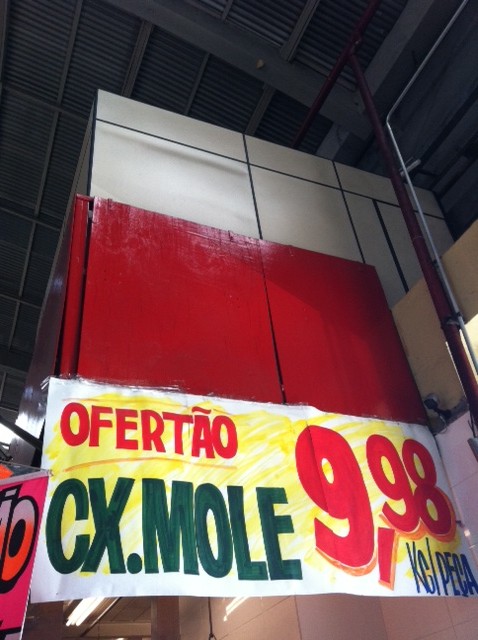 OFERTÃO
CX.MOLE
9,98
KG/PEÇA